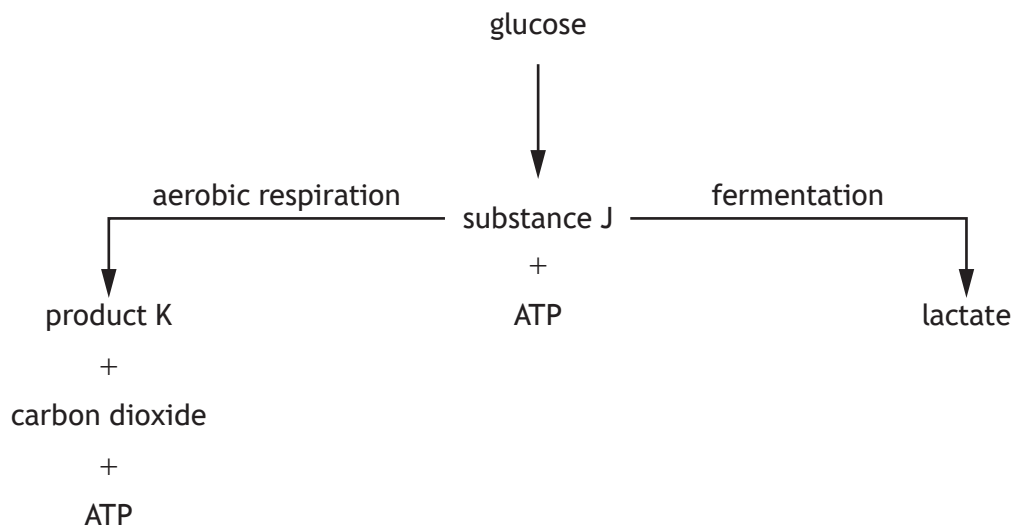 glucose
aerobic respiration
fermentation
substance J
+
ATP
product K
+
carbon dioxide
+
ATP
lactate